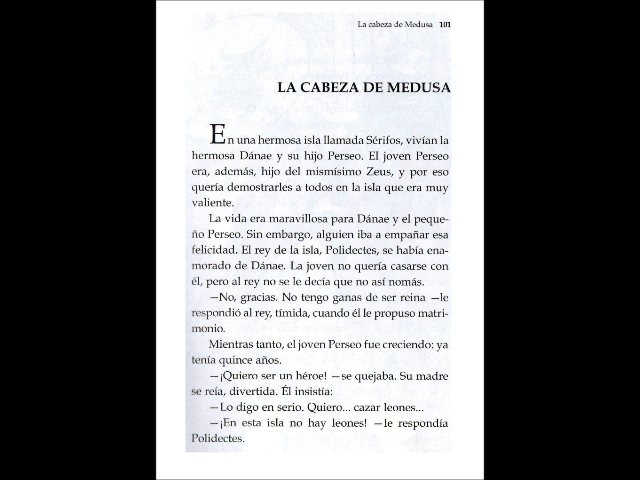 La cabeza de Medusa 101
LA CABEZA DE MEDUSA
En una hermosa isla llamada Sérifos, vivían la
hermosa Dánae y su hijo Perseo. El joven Perseo
era, además, hijo del mismísimo Zeus, y por eso
quería demostrarles a todos en la isla que era muy
valiente.
La vida era maravillosa para Dánae y el peque-
ño Perseo. Sin embargo, alguien iba a empañar esa
felicidad. El rey de la isla, Polidectes, se había ena-
morado de Dánae. La joven no quería casarse con
él, pero al rey no se le decía que no así nomás.
—No, gracias. No tengo ganas de ser reina —le
respondió al rey, tímida, cuando él le propuso matri-
monio.
Mientras tanto, el joven Perseo fue creciendo: ya
tenía quince años.
—¡Quiero ser un héroe! —se quejaba. Su madre
se reía, divertida. Él insistía:
—Lo digo en serio. Quiero... cazar leones...
—¡En esta isla no hay leones! —le respondía
Polidectes.